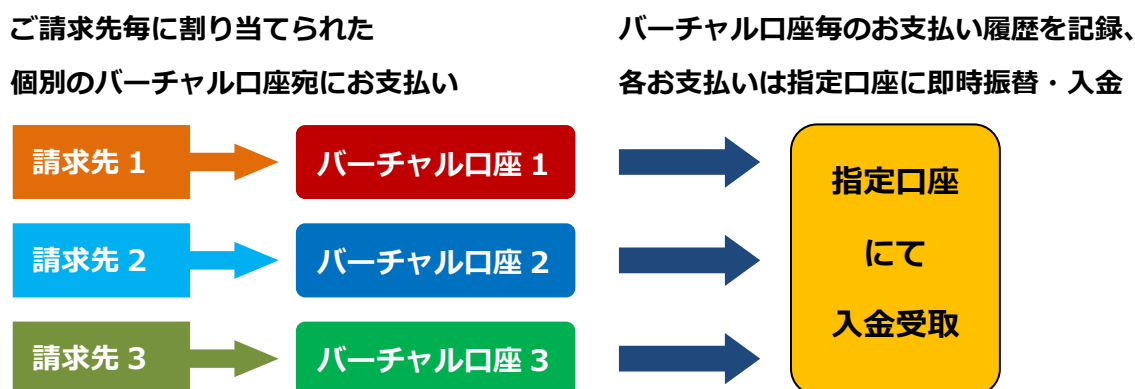 ご請求先毎に割り当てられた
個別のバーチャル口座宛にお支払い
バーチャル口座毎のお支払い履歴を記録、
各お支払いは指定口座に即時振替・入金
請求先 1
バーチャル口座 1
請求先 2
バーチャル口座 2
請求先 3
バーチャル口座 3
指定口座
にて
入金受取